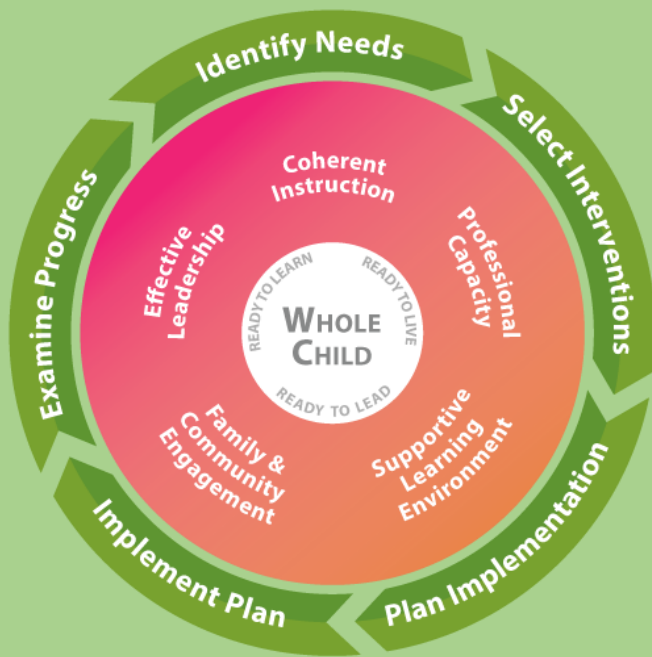 Identify Needs
Select Interventions
Plan Implementation
Implement Plan
Examine Progress
Coherent
Instruction
Professional
Capacity
Supportive
Learning
Environment
Family &
Community
Engagement
Effective
Leadership
READY TO LEARN
READY TO LIVE
READY TO LEAD
WHOLE
CHILD